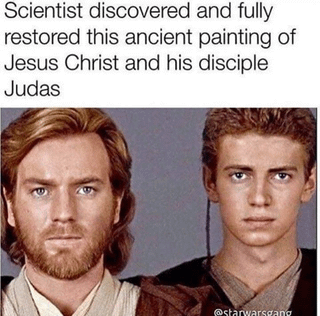 Scientist discovered and fully
restored this ancient painting of
Jesus Christ and his disciple
Judas
@starwarsgang